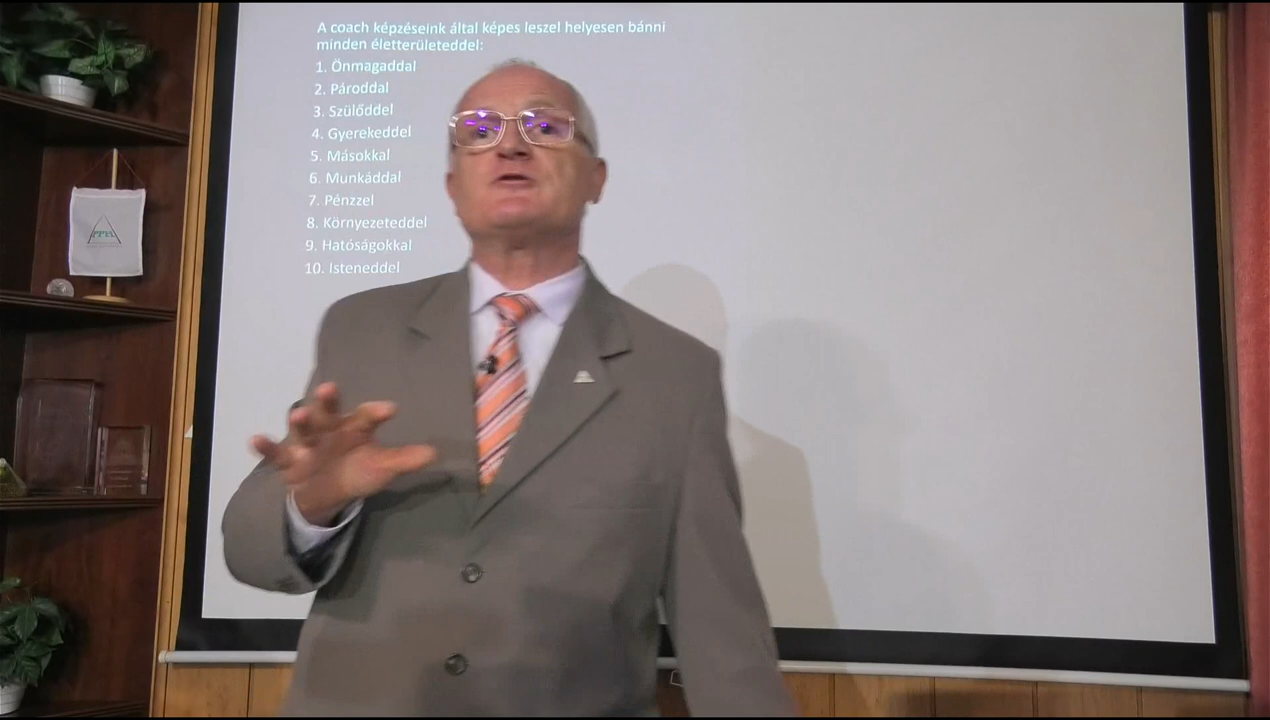 A coach képzéseink által képes leszel helyesen bánni
minden életterületeddel:
1. Önmagaddal
2. Pároddal
3. Szülőddel
4. Gyerekeddel
5. Másokkal
6. Munkáddal
7. Pénzzel
8. Környezeteddel
9. Hatóságokkal
10. Isteneddel